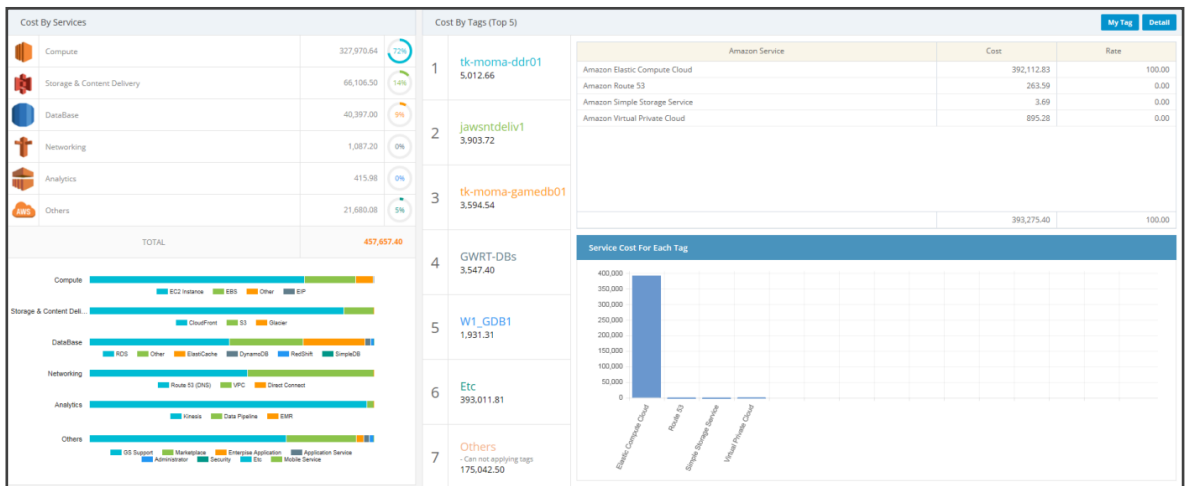 Cost By Services
Compute 327,970.64 72%
Storage & Content Delivery 66,106.50 14%
DataBase 40,397.00 9%
Networking 1,087.20 0%
Analytics 415.98 0%
AWS Others 21,680.08 5%
TOTAL 457,657.40
Compute
EC2 Instance EBS Other EIP
Storage & Content Deli...
CloudFront S3 Glacier
DataBase
RDS Other ElastiCache DynamoDB RedShift SimpleDB
Networking
Route 53 (DNS) VPC Direct Connect
Analytics
Kinesis Data Pipeline EMR
Others
GS Support Marketplace Enterpise Application Application Service
Administrator Security Etc Mobile Service
Cost By Tags (Top 5)
My Tag Detail
1 tk-moma-ddr01
5,012.66
2 jawsntdeliv1
3,903.72
3 tk-moma-gamedb01
3,594.54
4 GWRT-DBs
3,547.40
5 W1_GDB1
1,931.31
6 Etc
393,011.81
7 Others
- Can not applying tags
175,042.50
Amazon Service Cost Rate
Amazon Elastic Compute Cloud 392,112.83 100.00
Amazon Route 53 263.59 0.00
Amazon Simple Storage Service 3.69 0.00
Amazon Virtual Private Cloud 895.28 0.00
393,275.40 100.00
Service Cost For Each Tag
400,000
350,000
300,000
250,000
200,000
150,000
100,000
50,000
0
Elastic Compute Cloud
Route 53
Simple Storage Service
Virtual Private Cloud